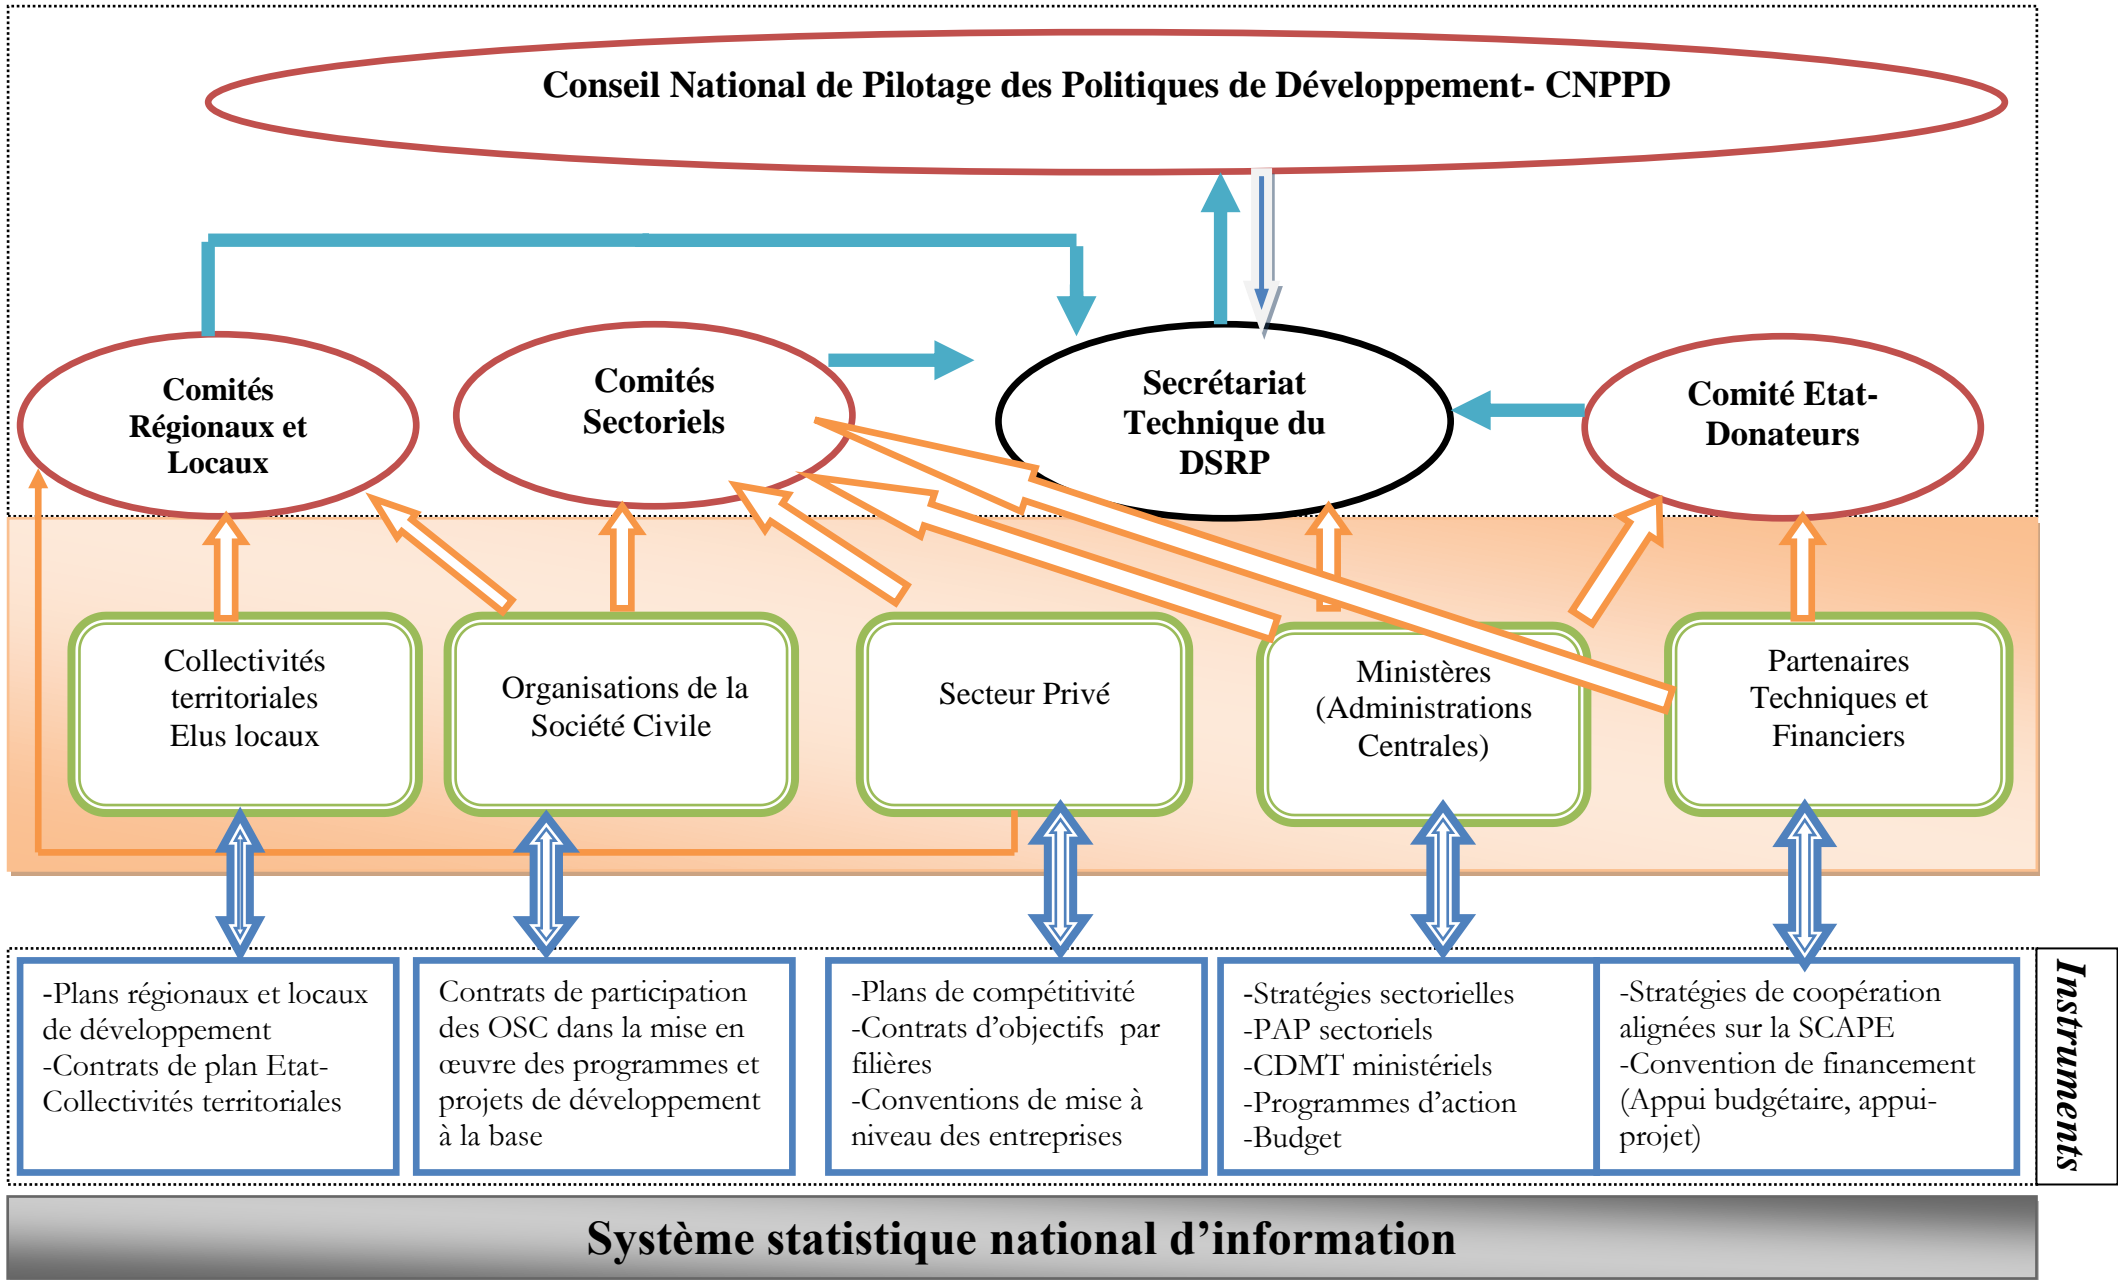 Conseil National de Pilotage des Politiques de Développement- CNPPD
Comités
Régionaux et
Locaux
Comités
Sectoriels
Secrétariat
Technique du
DSRP
Comité Etat-
Donateurs
Collectivités
territoriales
Elus locaux
Organisations de la
Société Civile
Secteur Privé
Ministères
(Administrations
Centrales)
Partenaires
Techniques et
Financiers
-Plans régionaux et locaux
de développement
-Contrats de plan Etat-
Collectivités territoriales
Contrats de participation
des OSC dans la mise en
œuvre des programmes et
projets de développement
à la base
-Plans de compétitivité
-Contrats d’objectifs  par
filières
-Conventions de mise à
niveau des entreprises
-Stratégies sectorielles
-PAP sectoriels
-CDMT ministériels
-Programmes d’action
-Budget
-Stratégies de coopération
alignées sur la SCAPE
-Convention de financement
(Appui budgétaire, appui-
projet)
Instruments
Système statistique national d’information